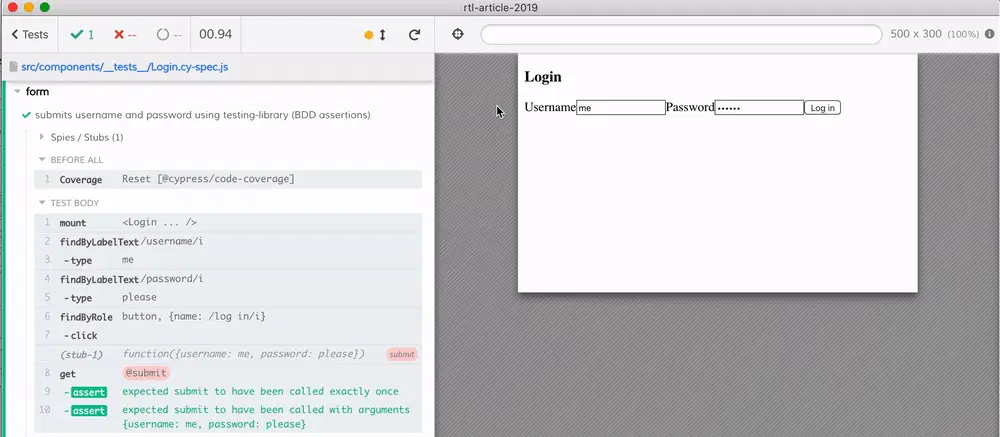 rtl-article-2019
Tests
1
--
--
00.94
500 x 300 (100%)
src/components/__tests__/Login.cy-spec.js
form
submits username and password using testing-library (BDD assertions)
Spies / Stubs (1)
BEFORE ALL
1 Coverage Reset [@cypress/code-coverage]
TEST BODY
1 mount <Login ... />
2 findByLabelText /username/i
3 -type me
4 findByLabelText /password/i
5 -type please
6 findByRole button, {name: /log in/i}
7 -click
(stub-1) function({username: me, password: please}) submit
8 get @submit
9 -assert expected submit to have been called exactly once
10 -assert expected submit to have been called with arguments
{username: me, password: please}
Login
Username me Password •••••• Log in